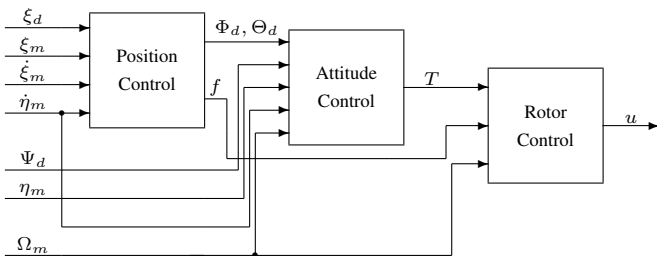 ξ_d
ξ_m
ξ̇_m
η̇_m
Position
Control
Φ_d, Θ_d
f
Attitude
Control
T
Rotor
Control
u
Ψ_d
η_m
Ω_m